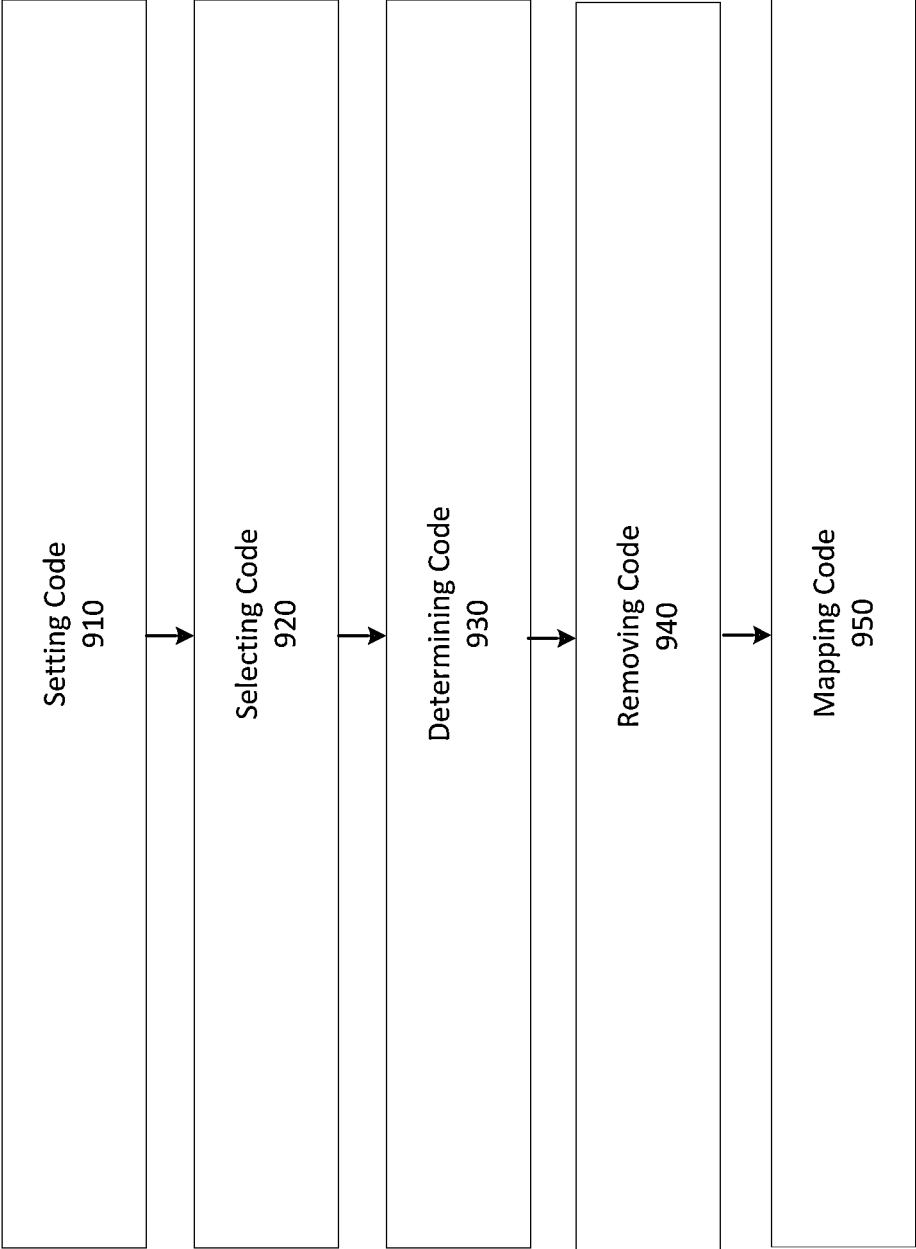 Setting Code
910
Selecting Code
920
Determining Code
930
Removing Code
940
Mapping Code
950